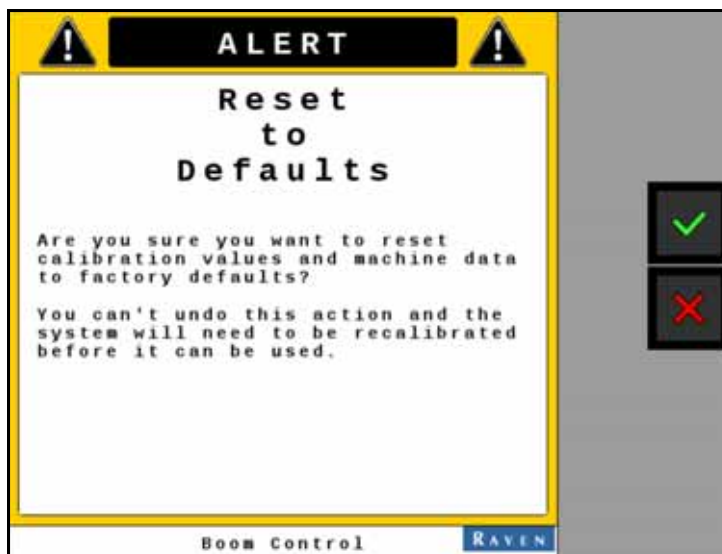 ALERT
Reset
to
Defaults
Are you sure you want to reset
calibration values and machine data
to factory defaults?
You can't undo this action and the
system will need to be recalibrated
before it can be used.
Boom Control
RAVEN